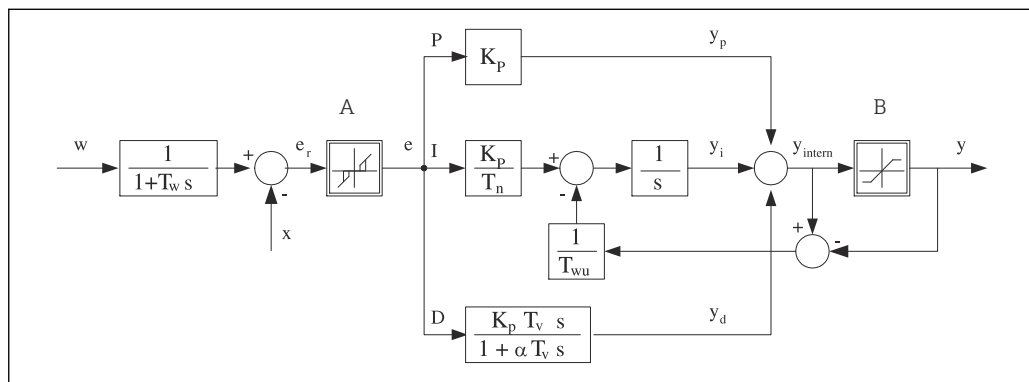 P
y_p
K_P
A
B
w
1
1+T_w s
+
-
x
e_r
e
I
K_P
T_n
+
-
1
s
y_i
y_intern
y
1
T_wu
+
-
D
K_p T_v s
1 + α T_v s
y_d